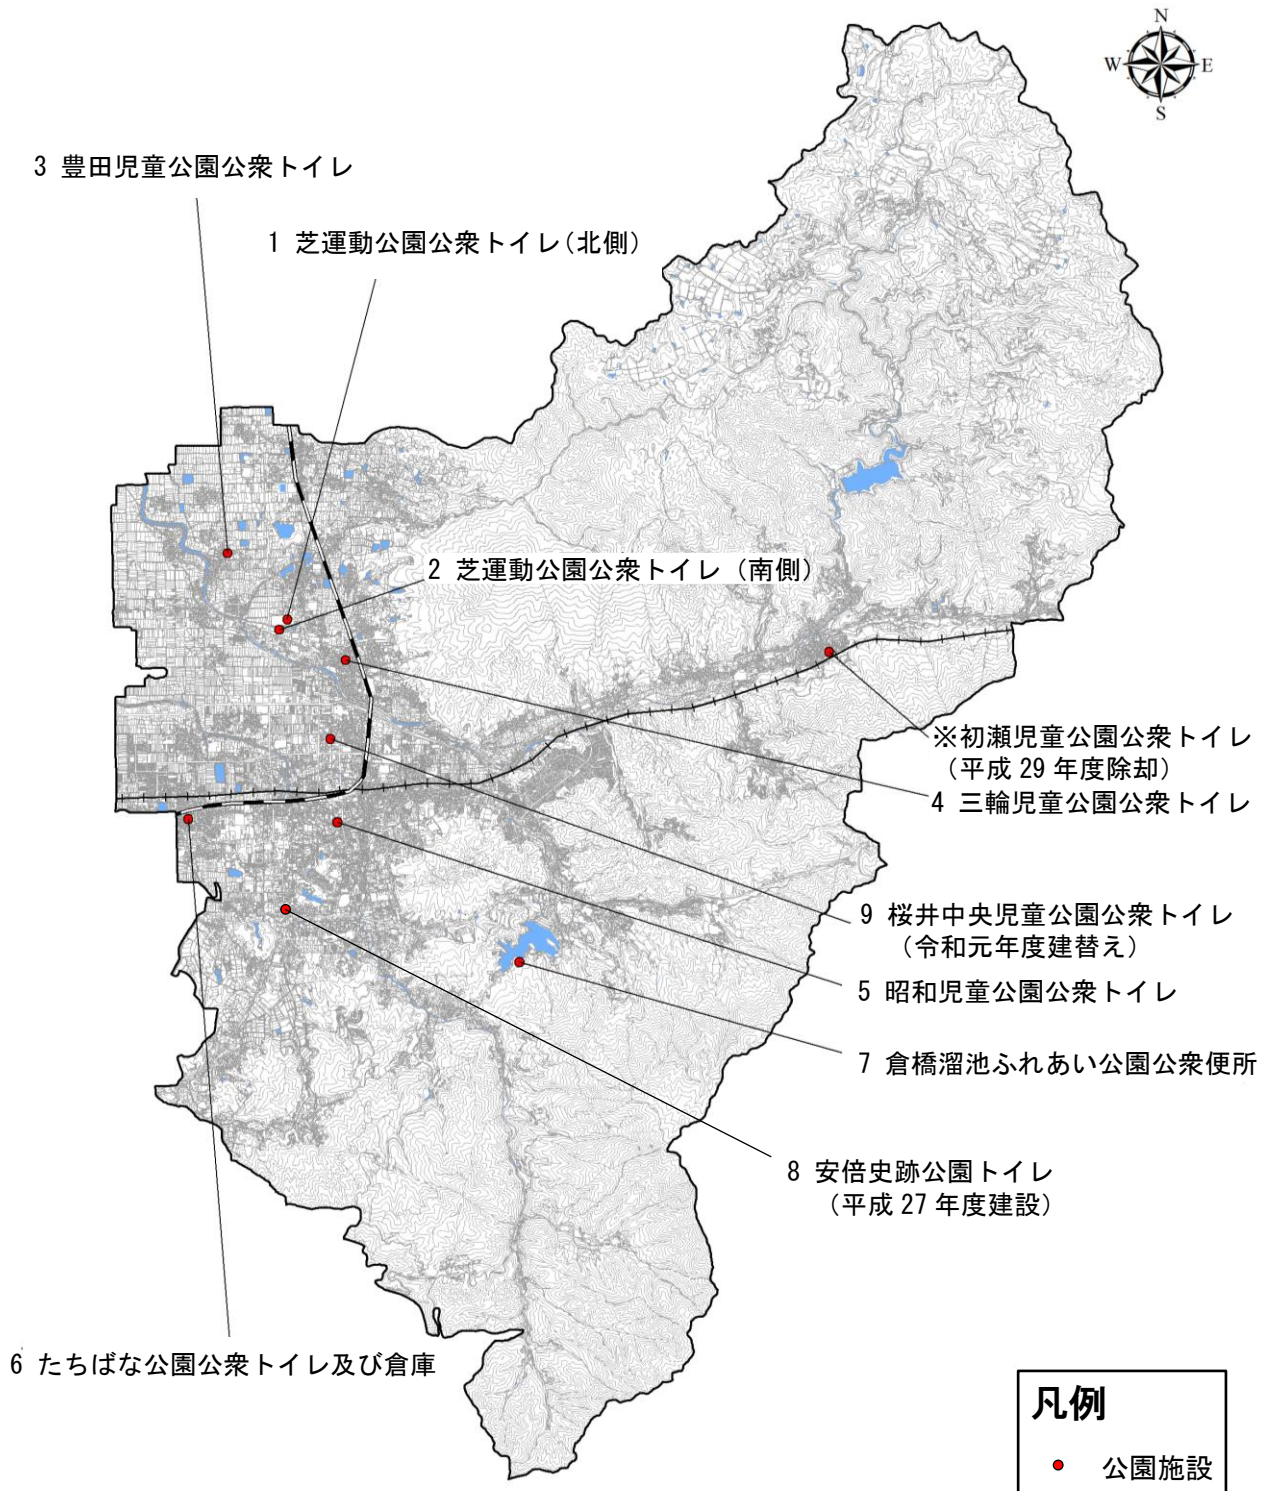 N
W E
S
3 豊田児童公園公衆トイレ
1 芝運動公園公衆トイレ(北側)
2 芝運動公園公衆トイレ (南側)
※初瀬児童公園公衆トイレ
(平成 29 年度除却)
4 三輪児童公園公衆トイレ
9 桜井中央児童公園公衆トイレ
(令和元年度建替え)
5 昭和児童公園公衆トイレ
7 倉橋溜池ふれあい公園公衆便所
8 安倍史跡公園トイレ
(平成 27 年度建設)
6 たちばな公園公衆トイレ及び倉庫
凡例
公園施設